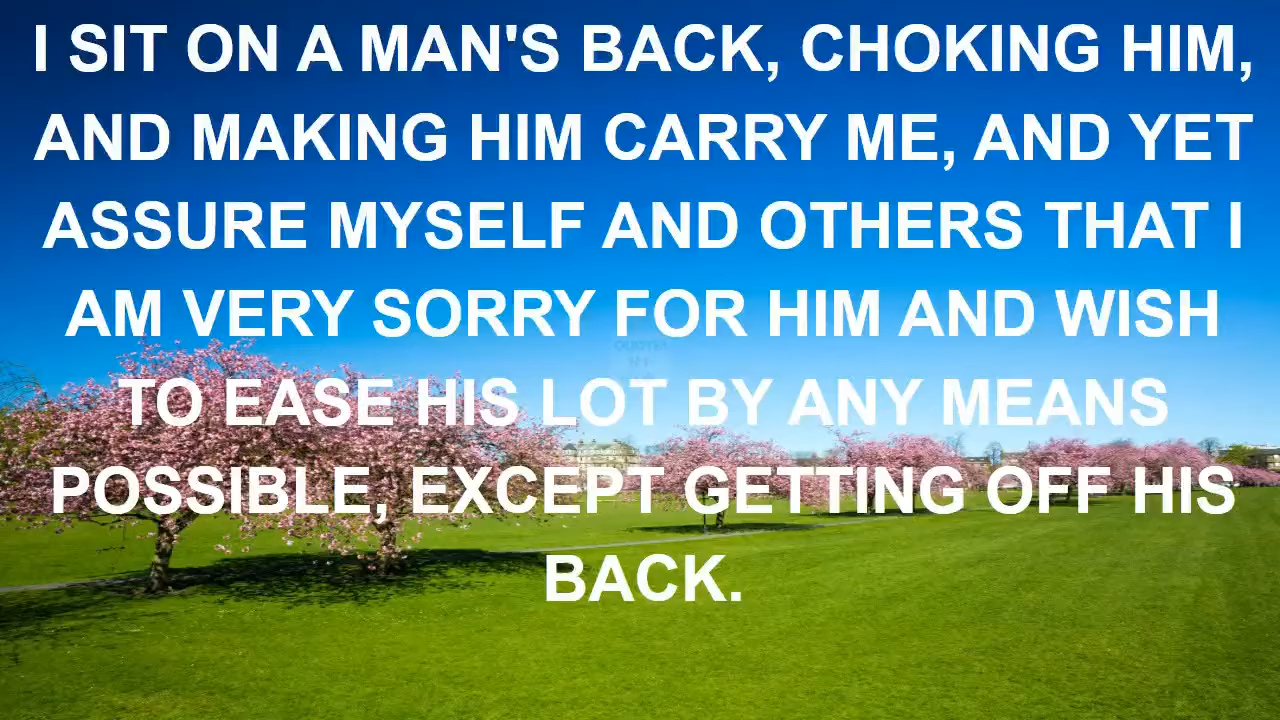 I SIT ON A MAN'S BACK, CHOKING HIM,
AND MAKING HIM CARRY ME, AND YET
ASSURE MYSELF AND OTHERS THAT I
AM VERY SORRY FOR HIM AND WISH
TO EASE HIS LOT BY ANY MEANS
POSSIBLE, EXCEPT GETTING OFF HIS
BACK.